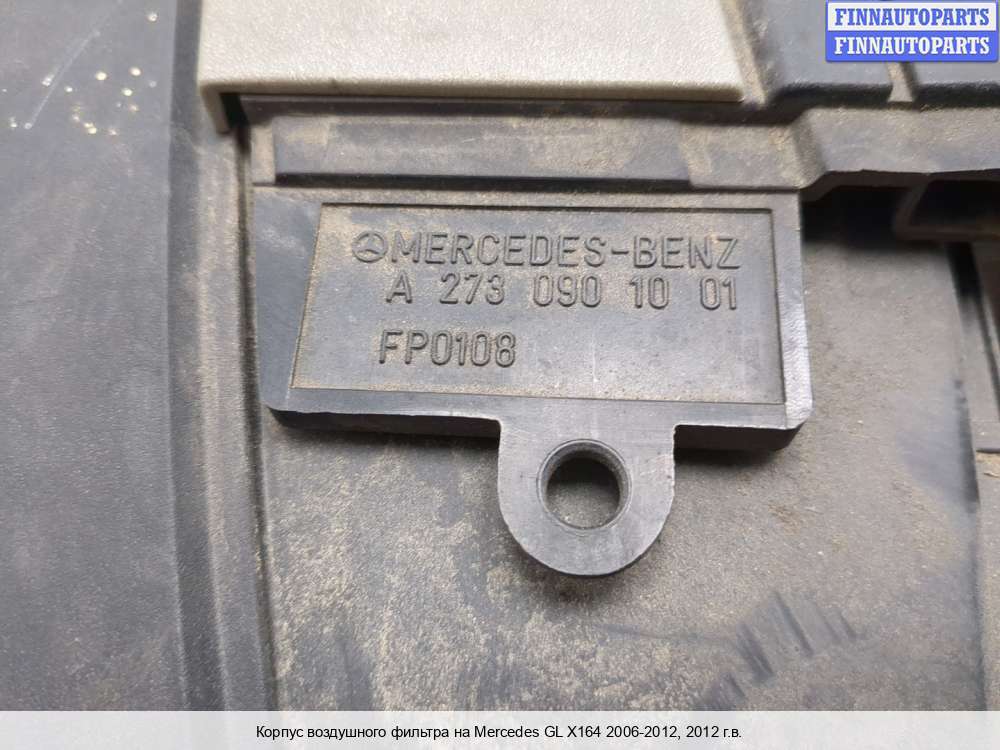 FINNAUTOPARTS
FINNAUTOPARTS
MERCEDES-BENZ
A 273 090 10 01
FP0108
Корпус воздушного фильтра на Mercedes GL X164 2006-2012, 2012 г.в.